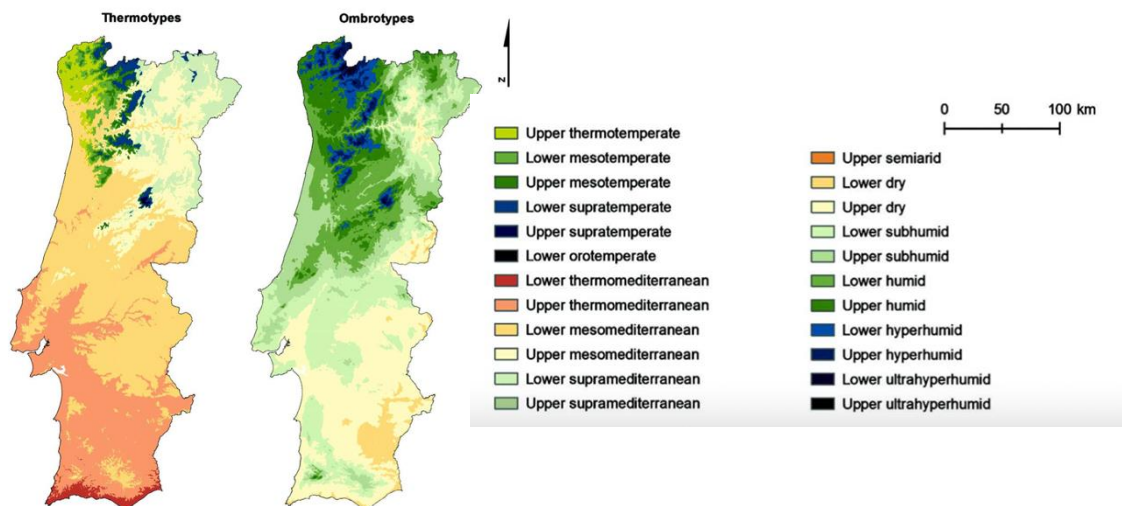 Thermotypes
Ombrotypes
z
0 50 100 km
Upper thermotemperate
Lower mesotemperate
Upper mesotemperate
Lower supratemperate
Upper supratemperate
Lower orotemperate
Lower thermomediterranean
Upper thermomediterranean
Lower mesomediterranean
Upper mesomediterranean
Lower supramediterranean
Upper supramediterranean
Upper semiarid
Lower dry
Upper dry
Lower subhumid
Upper subhumid
Lower humid
Upper humid
Lower hyperhumid
Upper hyperhumid
Lower ultrahyperhumid
Upper ultrahyperhumid